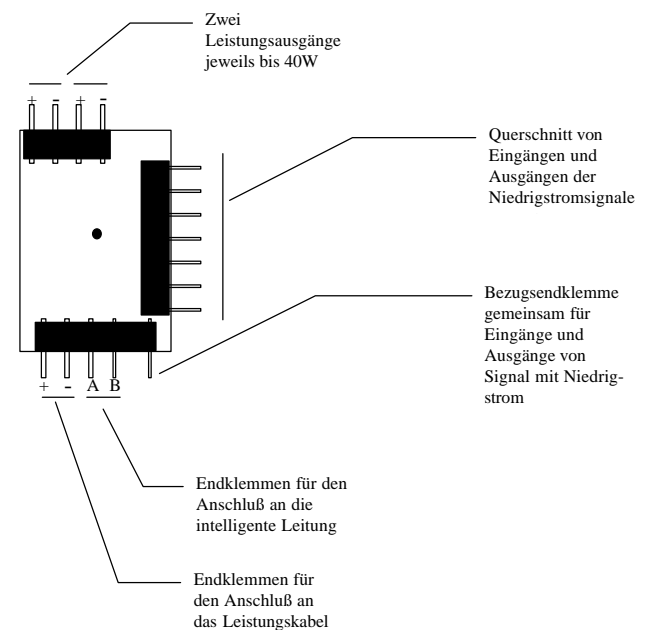 Zwei
Leistungsausgänge
jeweils bis 40W
+ - + -
Querschnitt von
Eingängen und
Ausgängen der
Niedrigstromsignale
Bezugsendklemme
gemeinsam für
Eingänge und
Ausgänge von
Signal mit Niedrig-
strom
+ - A B
Endklemmen für den
Anschluß an die
intelligente Leitung
Endklemmen für
den Anschluß an
das Leistungskabel